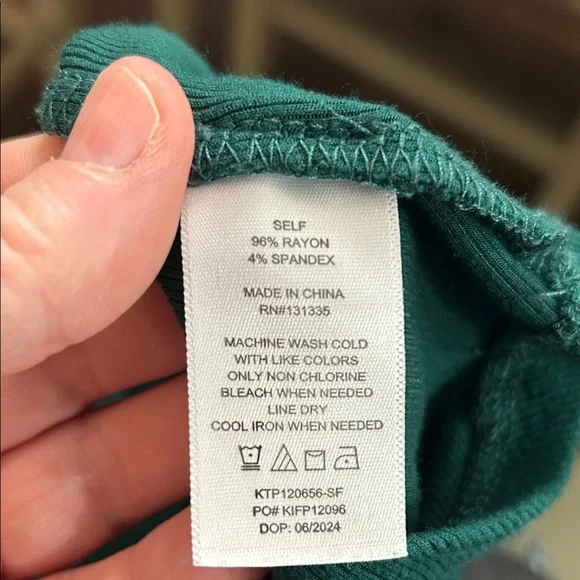 SELF
96% RAYON
4% SPANDEX
MADE IN CHINA
RN#131335
MACHINE WASH COLD
WITH LIKE COLORS
ONLY NON CHLORINE
BLEACH WHEN NEEDED
LINE DRY
COOL IRON WHEN NEEDED
KTP120656-SF
PO# KIFP12096
DOP: 06/2024